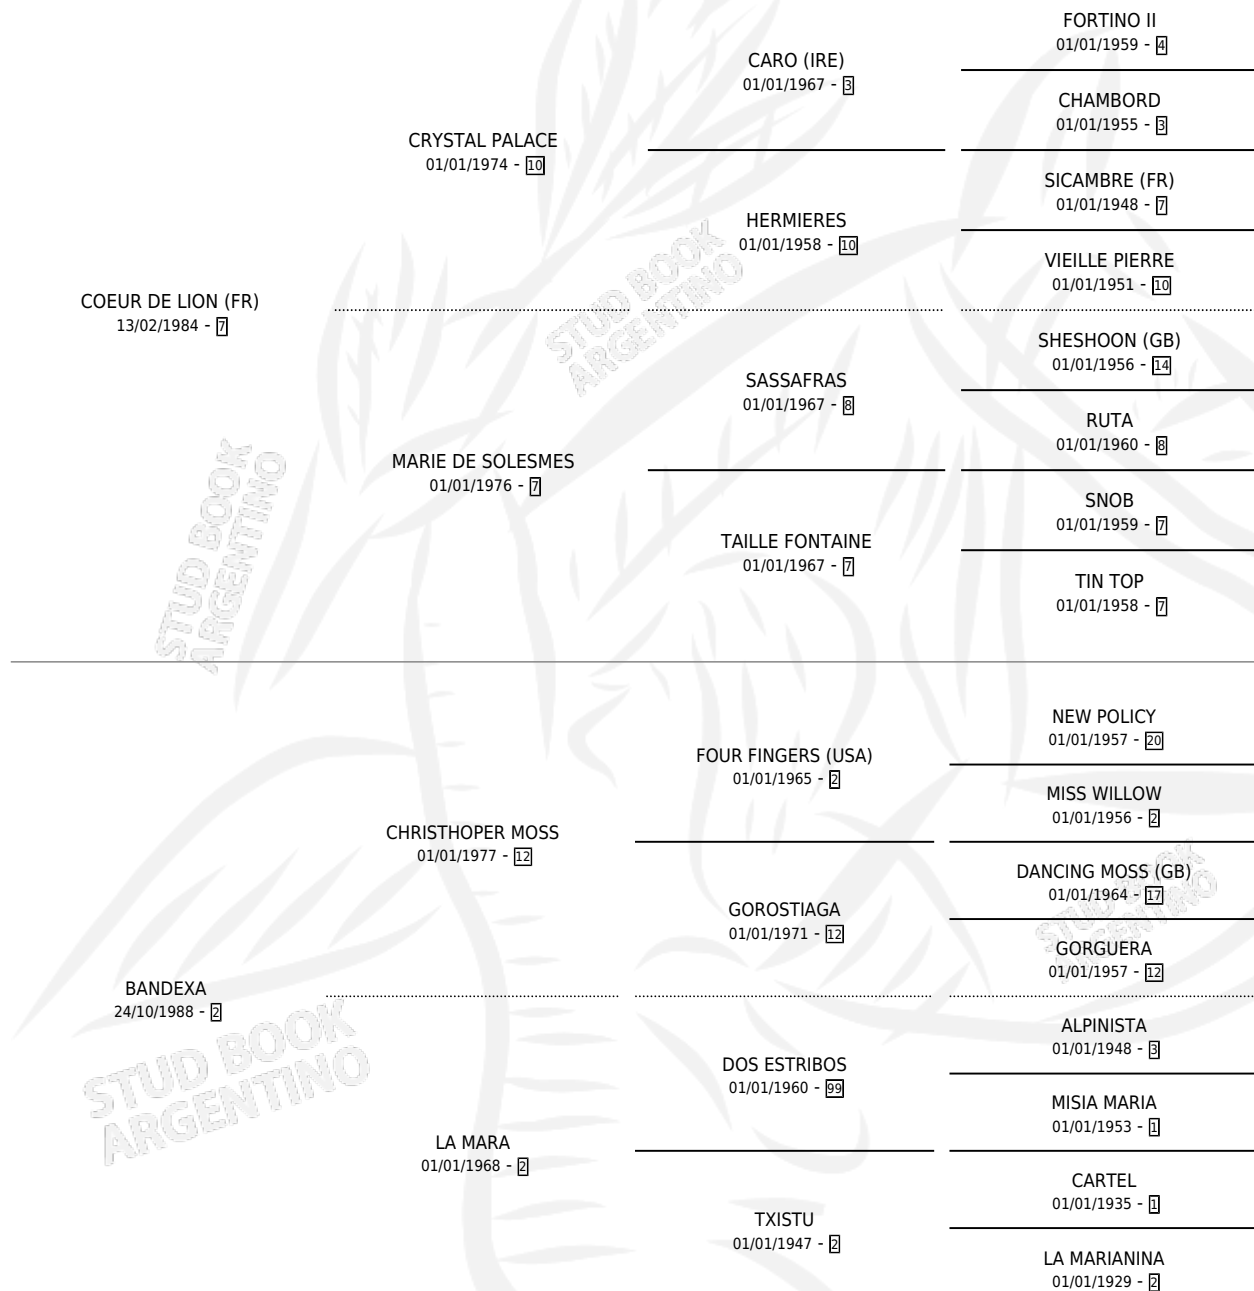 FORTINO II
01/01/1959 - 4
CARO (IRE)
01/01/1967 - 3
CHAMBORD
01/01/1955 - 3
CRYSTAL PALACE
01/01/1974 - 10
SICAMBRE (FR)
01/01/1948 - 7
HERMIERES
01/01/1958 - 10
VIEILLE PIERRE
01/01/1951 - 10
COEUR DE LION (FR)
13/02/1984 - 7
STUD BOOK
ARGENTINO
SHESHOON (GB)
01/01/1956 - 14
SASSAFRAS
01/01/1967 - 8
RUTA
01/01/1960 - 8
MARIE DE SOLESMES
01/01/1976 - 7
SNOB
01/01/1959 - 7
TAILLE FONTAINE
01/01/1967 - 7
TIN TOP
01/01/1958 - 7
STUD BOOK
ARGENTINO
NEW POLICY
01/01/1957 - 20
FOUR FINGERS (USA)
01/01/1965 - 2
MISS WILLOW
01/01/1956 - 2
CHRISTHOPER MOSS
01/01/1977 - 12
DANCING MOSS (GB)
01/01/1964 - 17
STUD BOOK
ARGENTINO
GOROSTIAGA
01/01/1971 - 12
GORGUERA
01/01/1957 - 12
BANDEXA
24/10/1988 - 2
ALPINISTA
01/01/1948 - 3
DOS ESTRIBOS
01/01/1960 - 99
MISIA MARIA
01/01/1953 - 1
STUD BOOK
ARGENTINO
LA MARA
01/01/1968 - 2
CARTEL
01/01/1935 - 1
TXISTU
01/01/1947 - 2
LA MARIANINA
01/01/1929 - 2